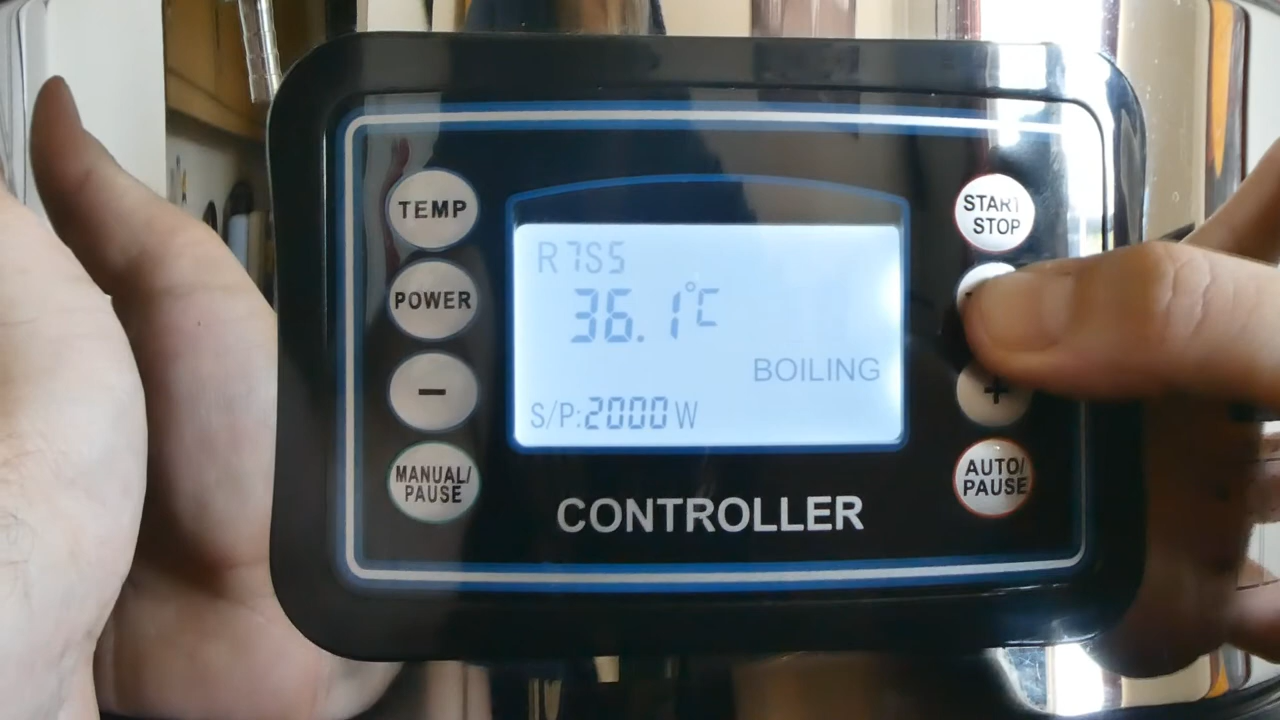 TEMP
POWER
−
MANUAL/
PAUSE
R7S5
36.1°C
BOILING
S/P:2000W
CONTROLLER
START
STOP
+
AUTO/
PAUSE